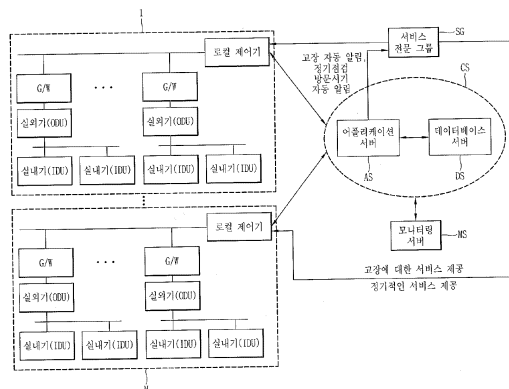 1
로컬 제어기
G/W
...
G/W
실외기(ODU)
실외기(ODU)
실내기(IDU)
실내기(IDU)
실내기(IDU)
실내기(IDU)
로컬 제어기
G/W
...
G/W
실외기(ODU)
실외기(ODU)
실내기(IDU)
실내기(IDU)
실내기(IDU)
실내기(IDU)
N
서비스
전문 그룹
SG
고장 자동 알림,
정기점검
방문시기
자동 알림
CS
어플리케이션
서버
데이터베이스
서버
AS
DS
모니터링
서버
MS
고장에 대한 서비스 제공
정기적인 서비스 제공